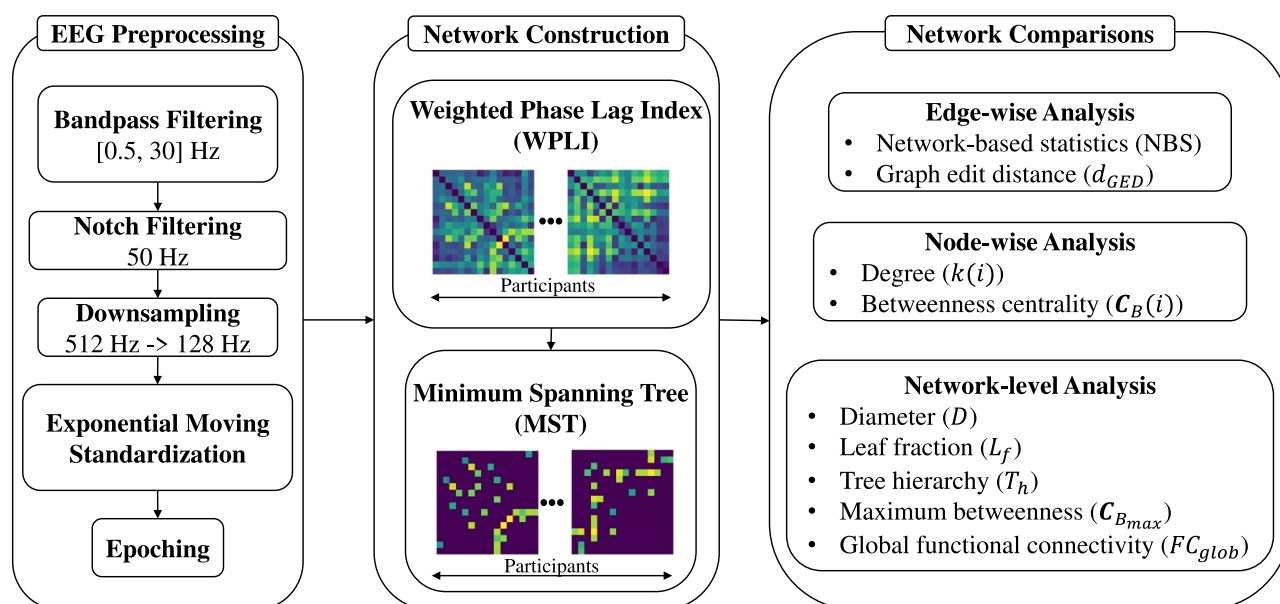 EEG Preprocessing
Bandpass Filtering
[0.5, 30] Hz
Notch Filtering
50 Hz
Downsampling
512 Hz -> 128 Hz
Exponential Moving
Standardization
Epoching
Network Construction
Weighted Phase Lag Index
(WPLI)
•••
Participants
Minimum Spanning Tree
(MST)
•••
Participants
Network Comparisons
Edge-wise Analysis
• Network-based statistics (NBS)
• Graph edit distance (d_GED)
Node-wise Analysis
• Degree (k(i))
• Betweenness centrality (C_B(i))
Network-level Analysis
• Diameter (D)
• Leaf fraction (L_f)
• Tree hierarchy (T_h)
• Maximum betweenness (C_B_max)
• Global functional connectivity (FC_glob)